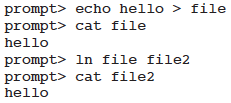 prompt> echo hello > file
prompt> cat file
hello
prompt> ln file file2
prompt> cat file2
hello